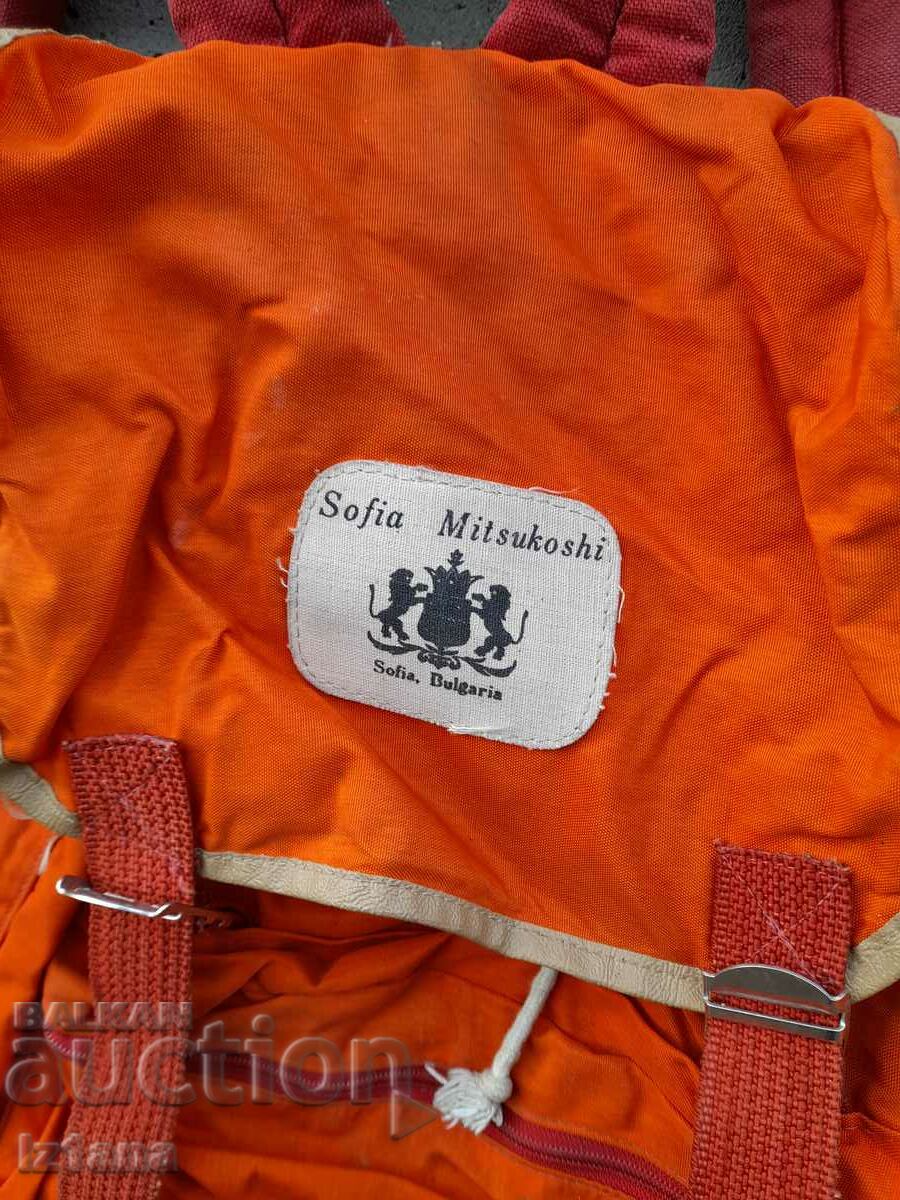 Sofia Mitsukoshi
Sofia, Bulgaria
BALKAN
auction
iztana